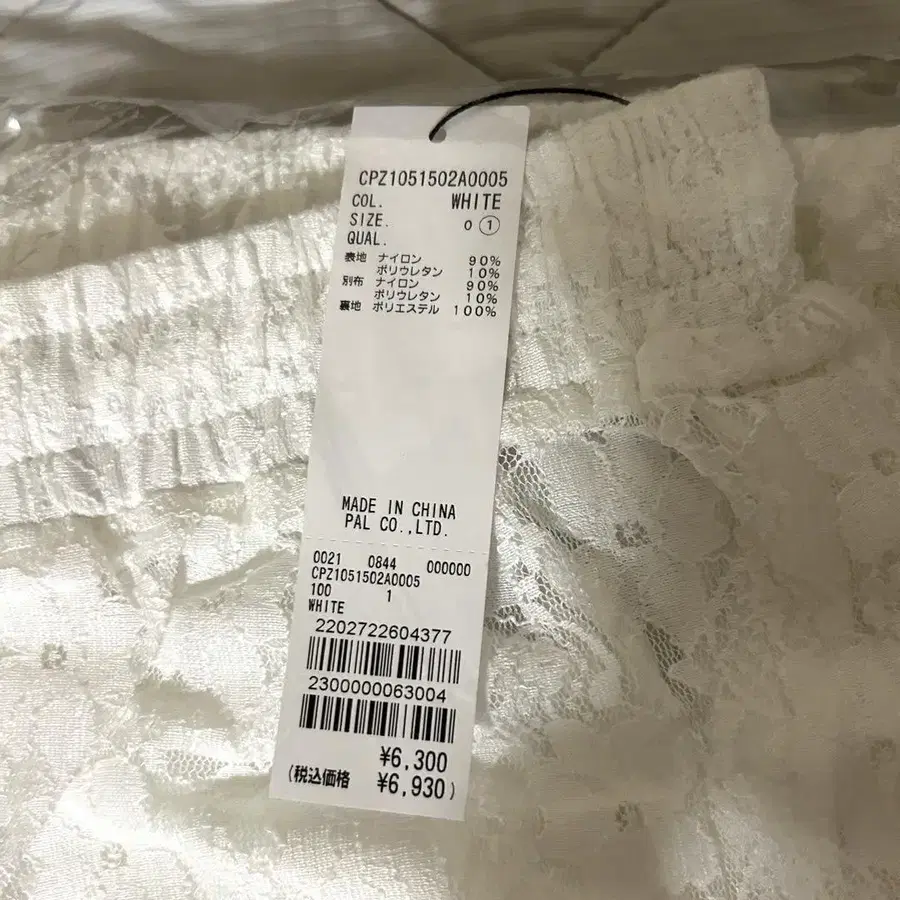 CPZ1051502A0005
COL. WHITE
SIZE. 0 ①
QUAL.
表地 ナイロン 90%
ポリウレタン 10%
別布 ナイロン 90%
ポリウレタン 10%
裏地 ポリエステル 100%
MADE IN CHINA
PAL CO.,LTD.
0021 0844 000000
CPZ1051502A0005
100 1
WHITE
2202722604377
2300000063004
¥6,300
(税込価格 ¥6,930)